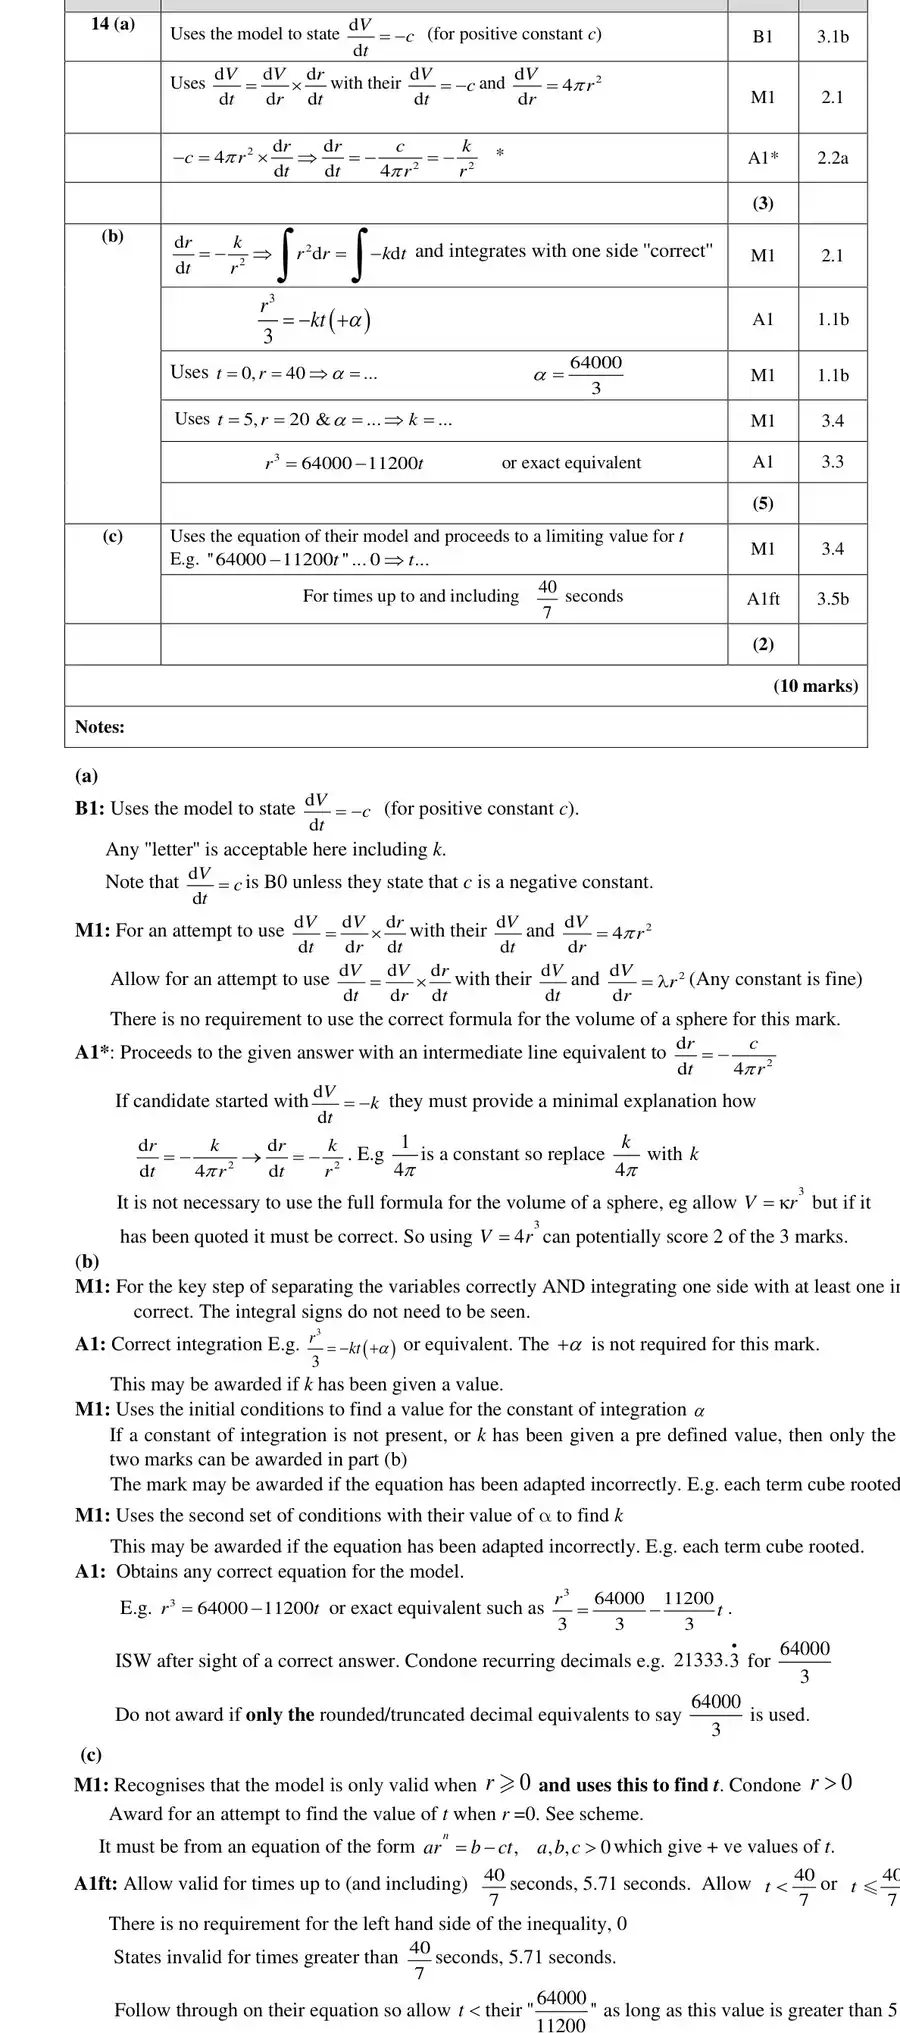 14 (a) Uses the model to state dV/dt = −c (for positive constant c) B1 3.1b
Uses dV/dt = dV/dr × dr/dt with their dV/dt = −c and dV/dr = 4πr² M1 2.1
−c = 4πr² × dr/dt ⇒ dr/dt = −c/4πr² = −k/r² * A1* 2.2a
(3)
(b) dr/dt = −k/r² ⇒ ∫r²dr = ∫−kdt and integrates with one side "correct" M1 2.1
r³/3 = −kt(+α) A1 1.1b
Uses t = 0, r = 40 ⇒ α = ... α = 64000/3 M1 1.1b
Uses t = 5, r = 20 & α = ... ⇒ k = ... M1 3.4
r³ = 64000 − 11200t or exact equivalent A1 3.3
(5)
(c) Uses the equation of their model and proceeds to a limiting value for t
E.g. "64000 − 11200t" ... 0 ⇒ t... M1 3.4
For times up to and including 40/7 seconds A1ft 3.5b
(2)
(10 marks)
Notes:
(a)
B1: Uses the model to state dV/dt = −c (for positive constant c).
Any "letter" is acceptable here including k.
Note that dV/dt = c is B0 unless they state that c is a negative constant.
M1: For an attempt to use dV/dt = dV/dr × dr/dt with their dV/dt and dV/dr = 4πr²
Allow for an attempt to use dV/dt = dV/dr × dr/dt with their dV/dt and dV/dr = λr² (Any constant is fine)
There is no requirement to use the correct formula for the volume of a sphere for this mark.
A1*: Proceeds to the given answer with an intermediate line equivalent to dr/dt = −c/4πr²
If candidate started with dV/dt = −k they must provide a minimal explanation how
dr/dt = −k/4πr² → dr/dt = −k/r². E.g 1/4π is a constant so replace k/4π with k
It is not necessary to use the full formula for the volume of a sphere, eg allow V = κr³ but if it
has been quoted it must be correct. So using V = 4r³ can potentially score 2 of the 3 marks.
(b)
M1: For the key step of separating the variables correctly AND integrating one side with at least one
correct. The integral signs do not need to be seen.
A1: Correct integration E.g. r³/3 = −kt(+α) or equivalent. The +α is not required for this mark.
This may be awarded if k has been given a value.
M1: Uses the initial conditions to find a value for the constant of integration α
If a constant of integration is not present, or k has been given a pre defined value, then only the
two marks can be awarded in part (b)
The mark may be awarded if the equation has been adapted incorrectly. E.g. each term cube rooted
M1: Uses the second set of conditions with their value of α to find k
This may be awarded if the equation has been adapted incorrectly. E.g. each term cube rooted.
A1: Obtains any correct equation for the model.
E.g. r³ = 64000 − 11200t or exact equivalent such as r³/3 = 64000/3 − 11200/3 t.
ISW after sight of a correct answer. Condone recurring decimals e.g. 21333.3̇ for 64000/3
Do not award if only the rounded/truncated decimal equivalents to say 64000/3 is used.
(c)
M1: Recognises that the model is only valid when r ⩾ 0 and uses this to find t. Condone r > 0
Award for an attempt to find the value of t when r =0. See scheme.
It must be from an equation of the form arⁿ = b − ct, a,b,c > 0 which give + ve values of t.
A1ft: Allow valid for times up to (and including) 40/7 seconds, 5.71 seconds. Allow t < 40/7 or t ⩽ 40/7
There is no requirement for the left hand side of the inequality, 0
States invalid for times greater than 40/7 seconds, 5.71 seconds.
Follow through on their equation so allow t < their "64000/11200" as long as this value is greater than 5